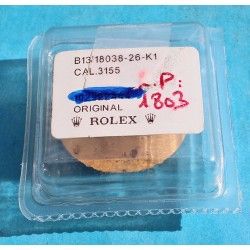 B13/18038-26-K1
CAL.3155
C.P:
1803
ORIGINAL
ROLEX